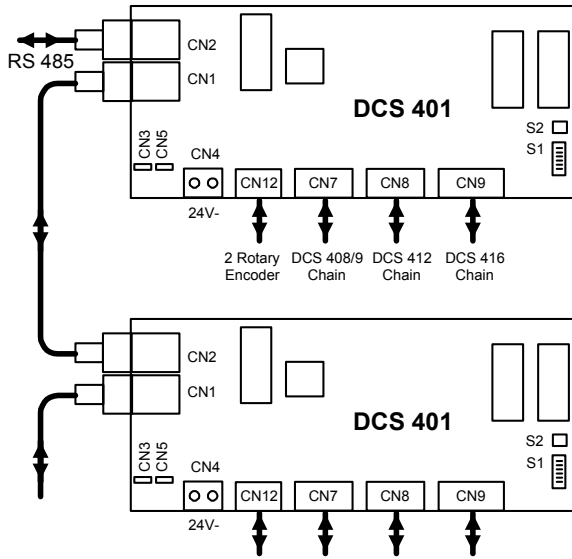 RS 485
CN2
CN1
DCS 401
S2
S1
CN3
CN5
CN4
CN12
CN7
CN8
CN9
24V-
2 Rotary
Encoder
DCS 408/9
Chain
DCS 412
Chain
DCS 416
Chain
CN2
CN1
DCS 401
S2
S1
CN3
CN5
CN4
CN12
CN7
CN8
CN9
24V-